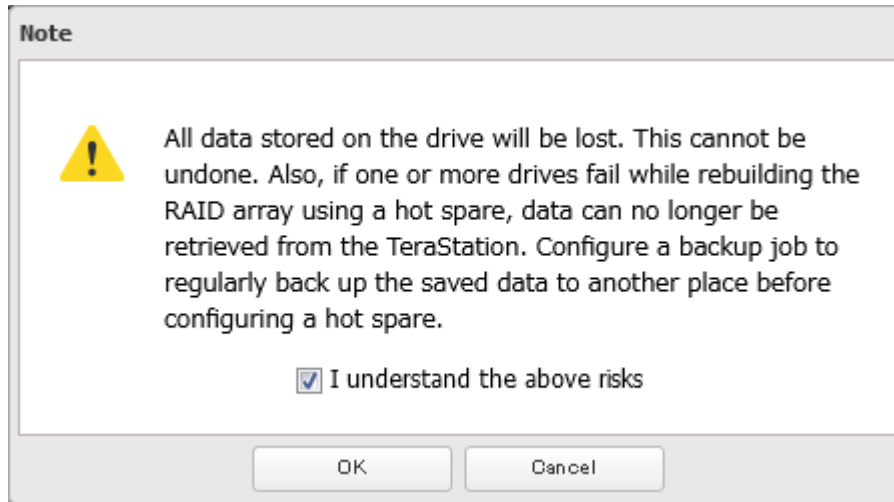 Note
All data stored on the drive will be lost. This cannot be
undone. Also, if one or more drives fail while rebuilding the
RAID array using a hot spare, data can no longer be
retrieved from the TeraStation. Configure a backup job to
regularly back up the saved data to another place before
configuring a hot spare.
I understand the above risks
OK
Cancel